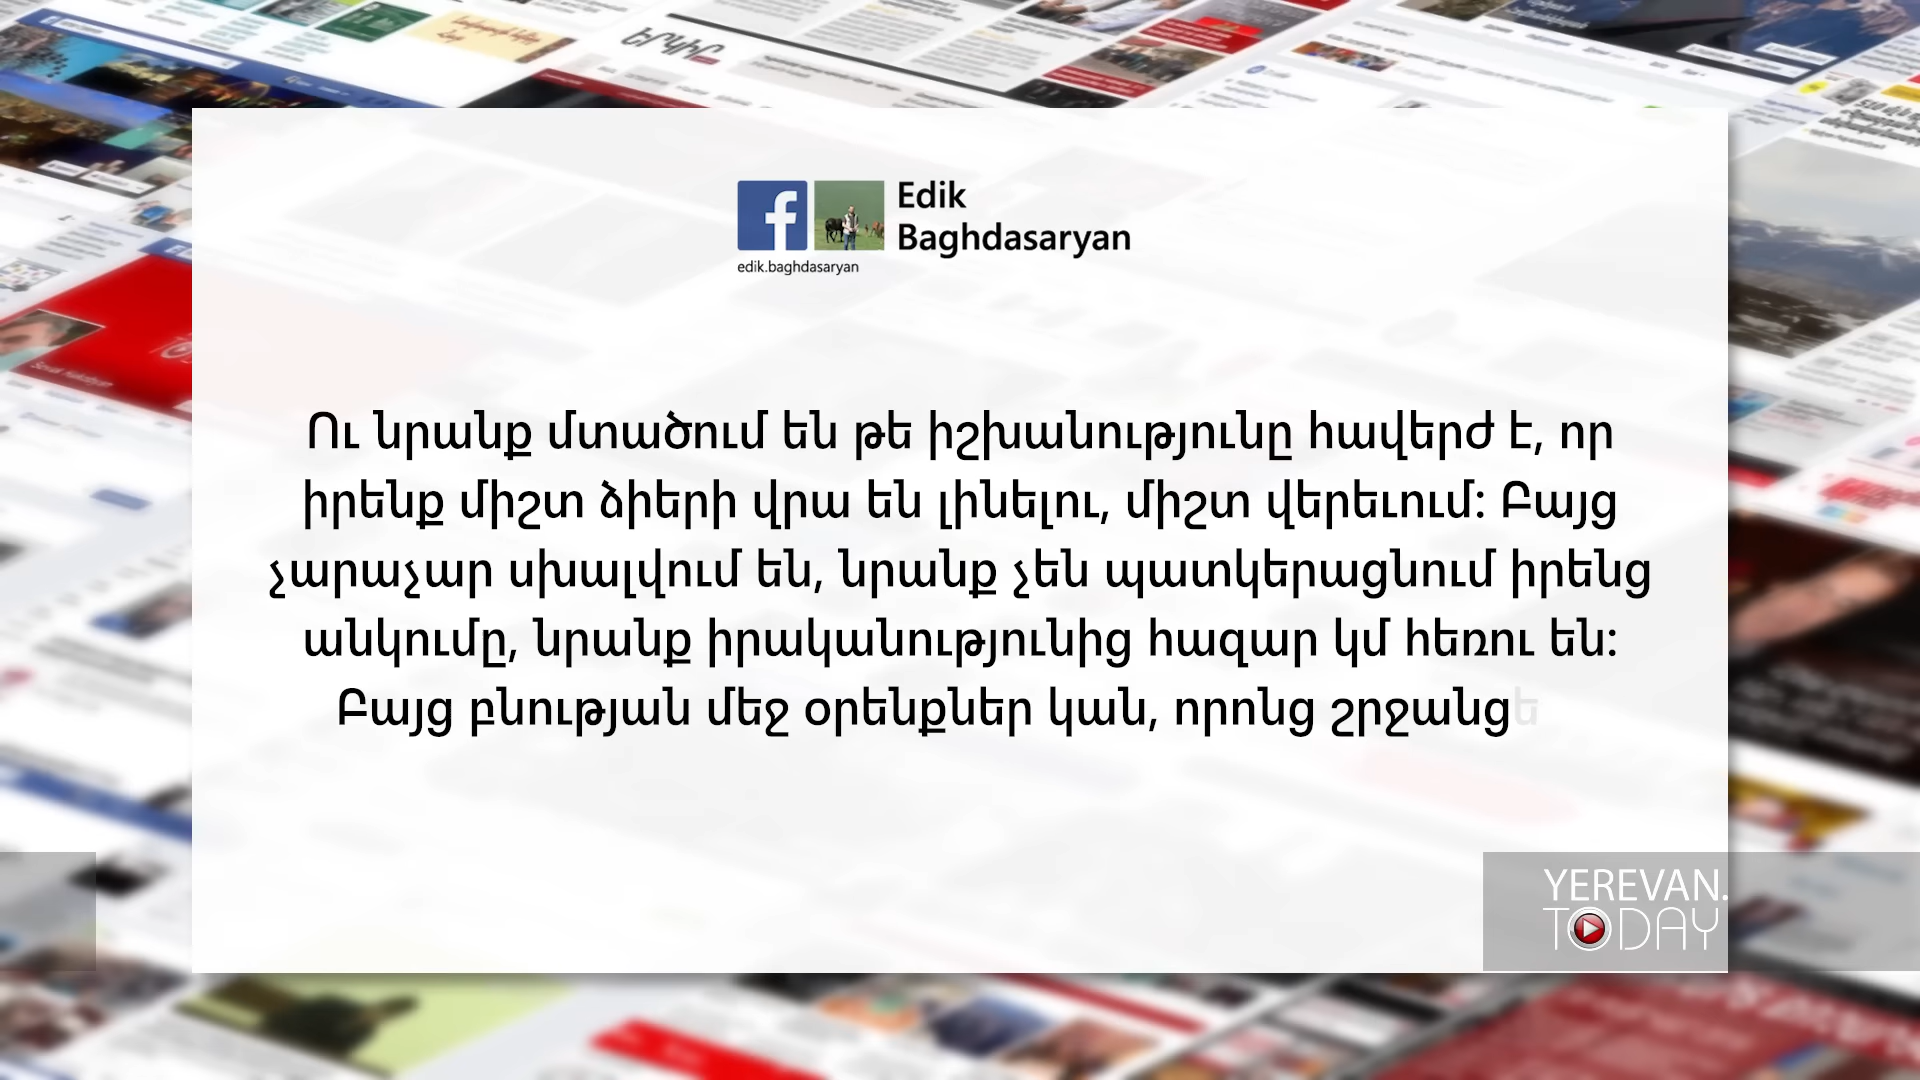 ԵՐԿԻՐ
Edik
Baghdasaryan
edik.baghdasaryan
Ու նրանք մտածում են թե իշխանությունը հավերժ է, որ
իրենք միշտ ձիերի վրա են լինելու, միշտ վերեւում: Բայց
չարաչար սխալվում են, նրանք չեն պատկերացնում իրենց
անկումը, նրանք իրականությունից հազար կմ հեռու են:
Բայց բնության մեջ օրենքներ կան, որոնց շրջանցե
YEREVAN.
TODAY